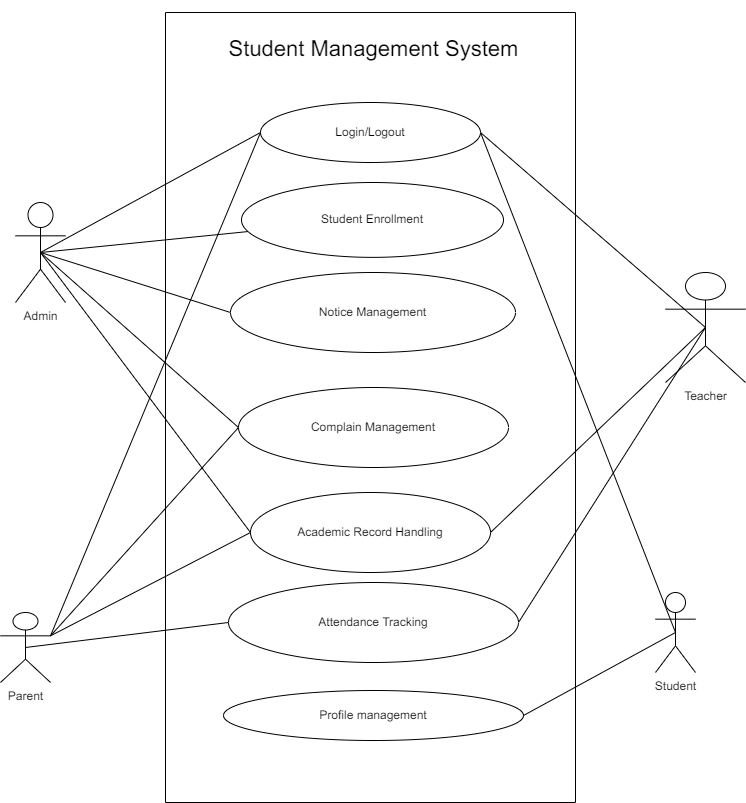 Student Management System
Login/Logout
Student Enrollment
Admin
Notice Management
Teacher
Complain Management
Academic Record Handling
Attendance Tracking
Student
Parent
Profile management